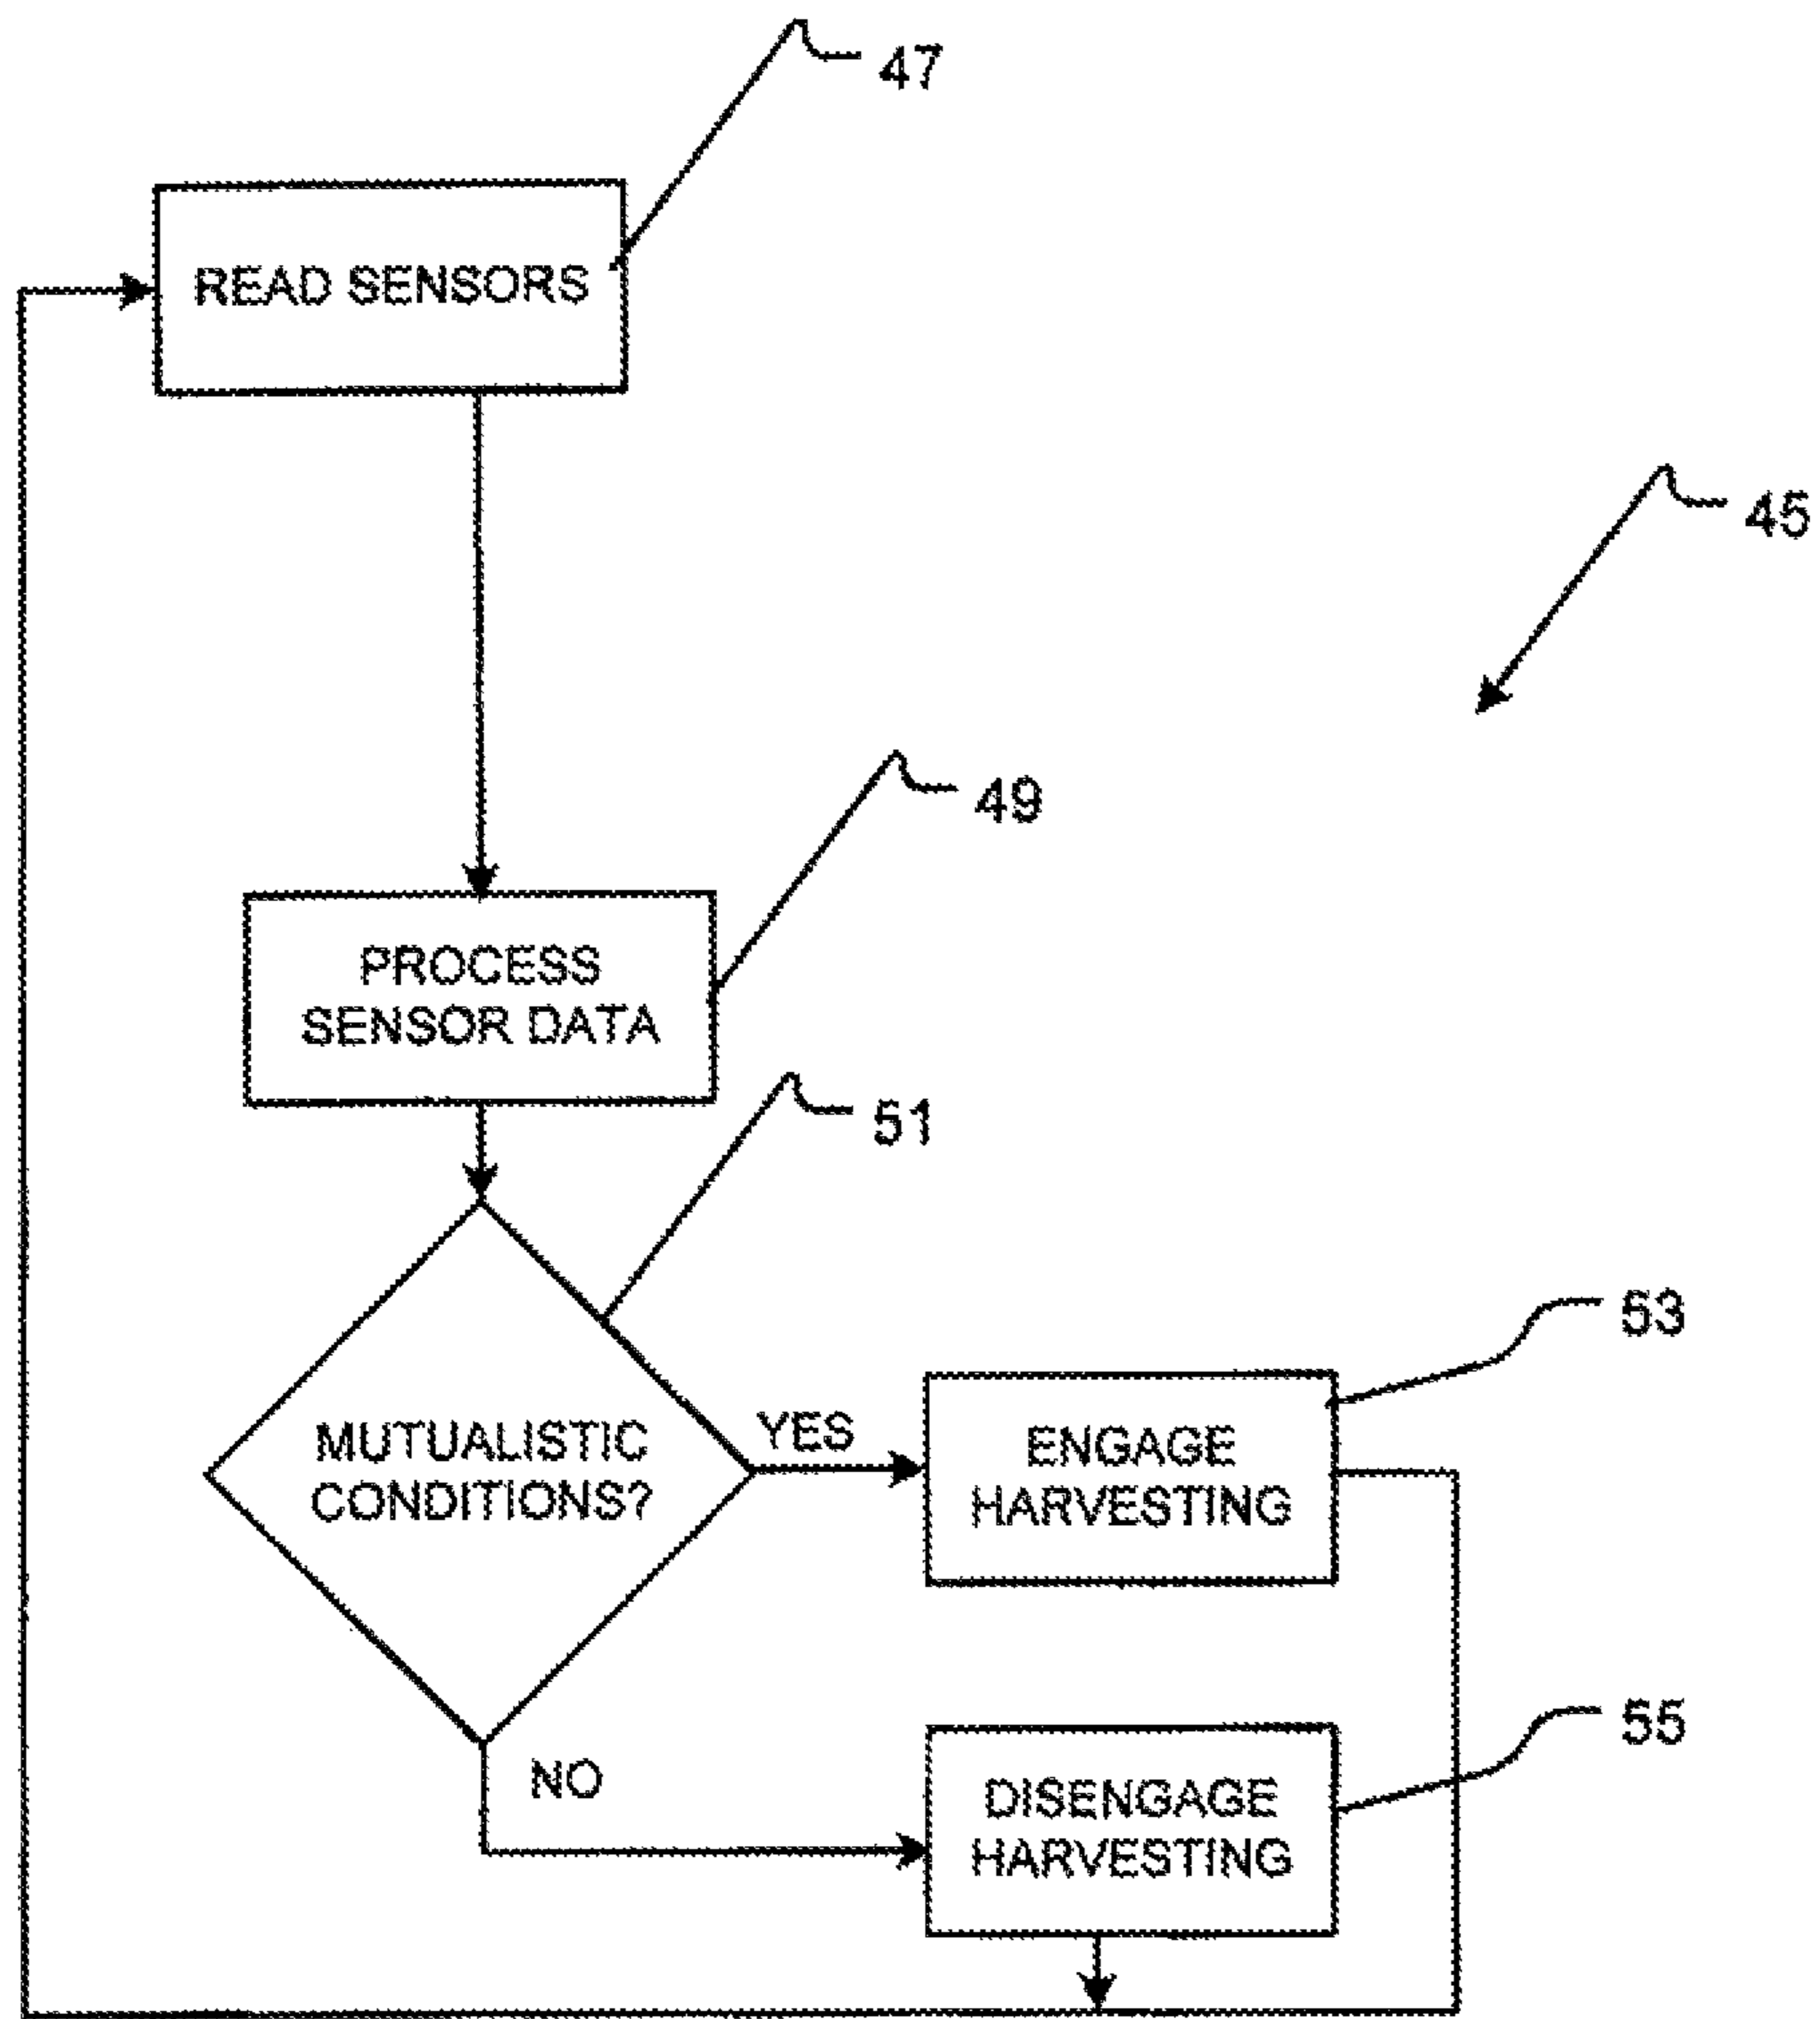 47
READ SENSORS
45
49
PROCESS
SENSOR DATA
51
53
MUTUALISTIC
CONDITIONS?
YES
ENGAGE
HARVESTING
55
NO
DISENGAGE
HARVESTING